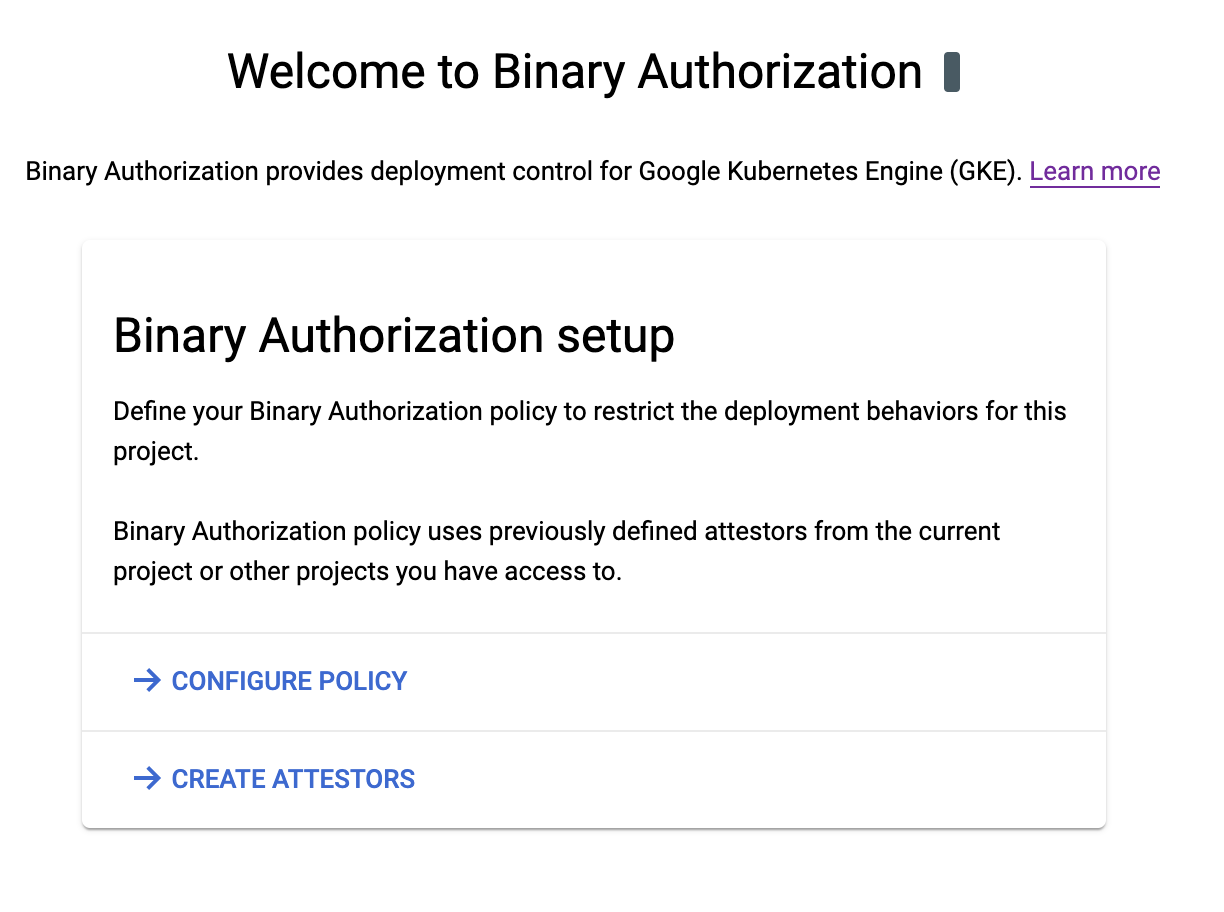 Welcome to Binary Authorization
Binary Authorization provides deployment control for Google Kubernetes Engine (GKE). Learn more
Binary Authorization setup
Define your Binary Authorization policy to restrict the deployment behaviors for this
project.
Binary Authorization policy uses previously defined attestors from the current
project or other projects you have access to.
CONFIGURE POLICY
CREATE ATTESTORS